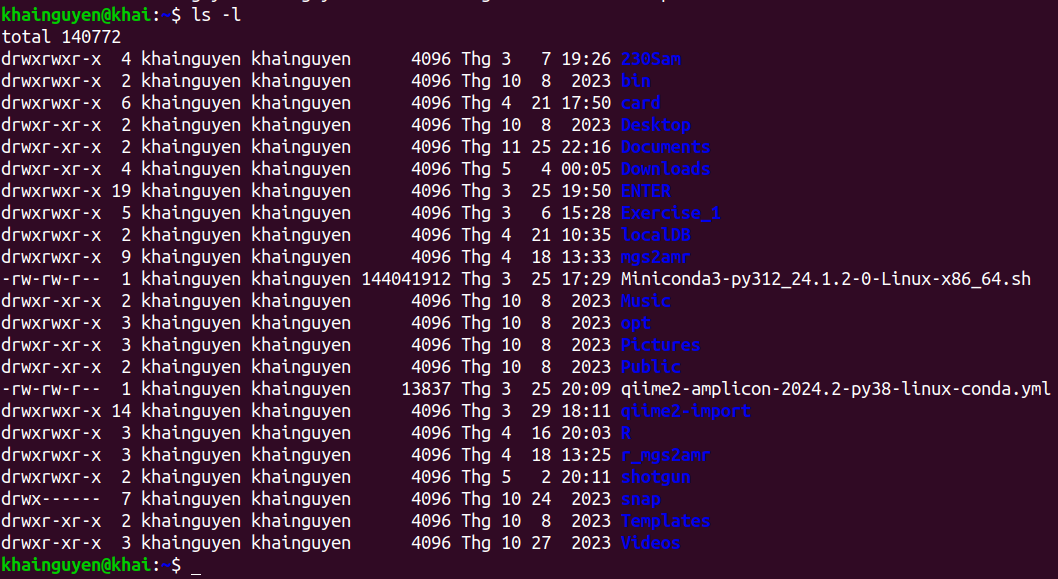 khainguyen@khai:~$ ls -l
total 140772
drwxrwxr-x  4 khainguyen khainguyen      4096 Thg 3   7 19:26 230Sam
drwxrwxr-x  2 khainguyen khainguyen      4096 Thg 10  8  2023 bin
drwxrwxr-x  6 khainguyen khainguyen      4096 Thg 4  21 17:50 card
drwxr-xr-x  2 khainguyen khainguyen      4096 Thg 10  8  2023 Desktop
drwxr-xr-x  2 khainguyen khainguyen      4096 Thg 11 25 22:16 Documents
drwxr-xr-x  4 khainguyen khainguyen      4096 Thg 5   4 00:05 Downloads
drwxrwxr-x 19 khainguyen khainguyen      4096 Thg 3  25 19:50 ENTER
drwxrwxr-x  5 khainguyen khainguyen      4096 Thg 3   6 15:28 Exercise_1
drwxrwxr-x  2 khainguyen khainguyen      4096 Thg 4  21 10:35 localDB
drwxrwxr-x  9 khainguyen khainguyen      4096 Thg 4  18 13:33 mgs2amr
-rw-rw-r--  1 khainguyen khainguyen 144041912 Thg 3  25 17:29 Miniconda3-py312_24.1.2-0-Linux-x86_64.sh
drwxr-xr-x  2 khainguyen khainguyen      4096 Thg 10  8  2023 Music
drwxrwxr-x  3 khainguyen khainguyen      4096 Thg 10  8  2023 opt
drwxr-xr-x  3 khainguyen khainguyen      4096 Thg 10  8  2023 Pictures
drwxr-xr-x  2 khainguyen khainguyen      4096 Thg 10  8  2023 Public
-rw-rw-r--  1 khainguyen khainguyen     13837 Thg 3  25 20:09 qiime2-amplicon-2024.2-py38-linux-conda.yml
drwxrwxr-x 14 khainguyen khainguyen      4096 Thg 3  29 18:11 qiime2-import
drwxrwxr-x  3 khainguyen khainguyen      4096 Thg 4  16 20:03 R
drwxrwxr-x  3 khainguyen khainguyen      4096 Thg 4  18 13:25 r_mgs2amr
drwxrwxr-x  2 khainguyen khainguyen      4096 Thg 5   2 20:11 shotgun
drwx------  7 khainguyen khainguyen      4096 Thg 10 24  2023 snap
drwxr-xr-x  2 khainguyen khainguyen      4096 Thg 10  8  2023 Templates
drwxr-xr-x  3 khainguyen khainguyen      4096 Thg 10 27  2023 Videos
khainguyen@khai:~$ _